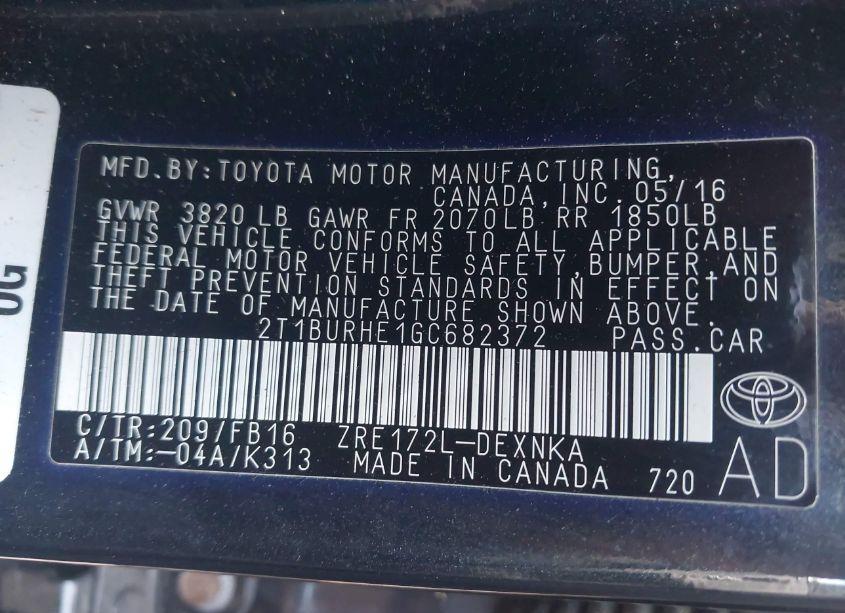 MFD.BY:TOYOTA MOTOR MANUFACTURING,
CANADA,INC. 05/16
GVWR 3820 LB GAWR FR 2070LB RR 1850LB
THIS VEHICLE CONFORMS TO ALL APPLICABLE
FEDERAL MOTOR VEHICLE SAFETY,BUMPER,AND
THEFT PREVENTION STANDARDS IN EFFECT ON
THE DATE OF MANUFACTURE SHOWN ABOVE.
2T1BURHE1GC682372 PASS.CAR
C/TR:209/FB16 ZRE172L-DEXNKA
A/TM:-04A/K313 MADE IN CANADA 720
AD
OG